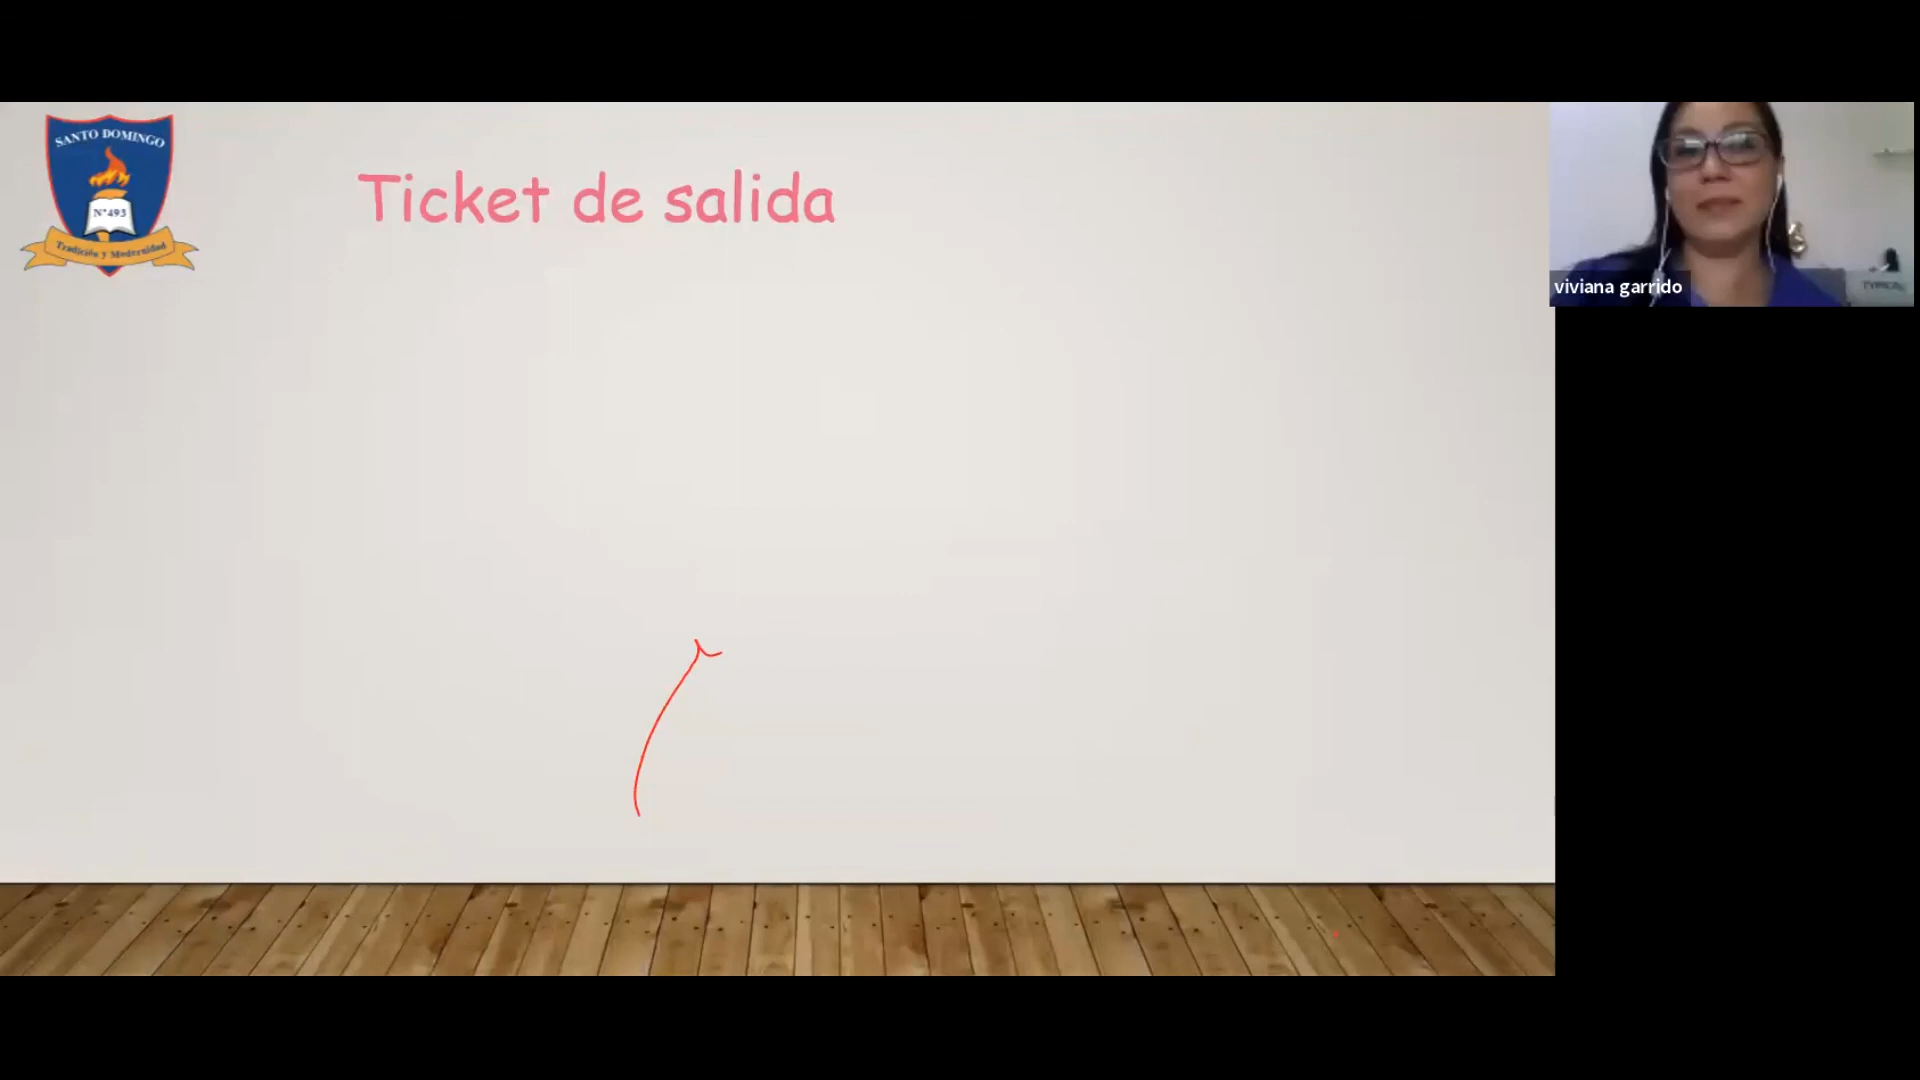 SANTO DOMINGO
N°493
Tradición y Modernidad
Ticket de salida
viviana garrido